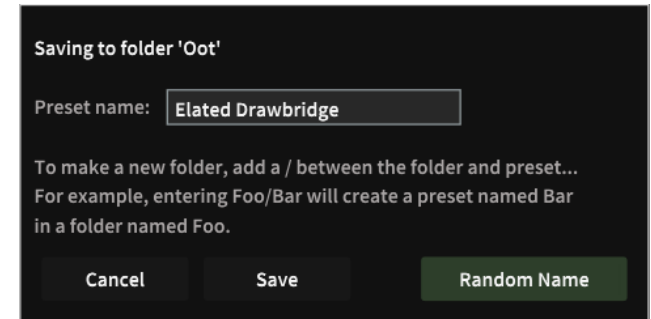 Saving to folder 'Oot'
Preset name: Elated Drawbridge
To make a new folder, add a / between the folder and preset...
For example, entering Foo/Bar will create a preset named Bar
in a folder named Foo.
Cancel Save Random Name